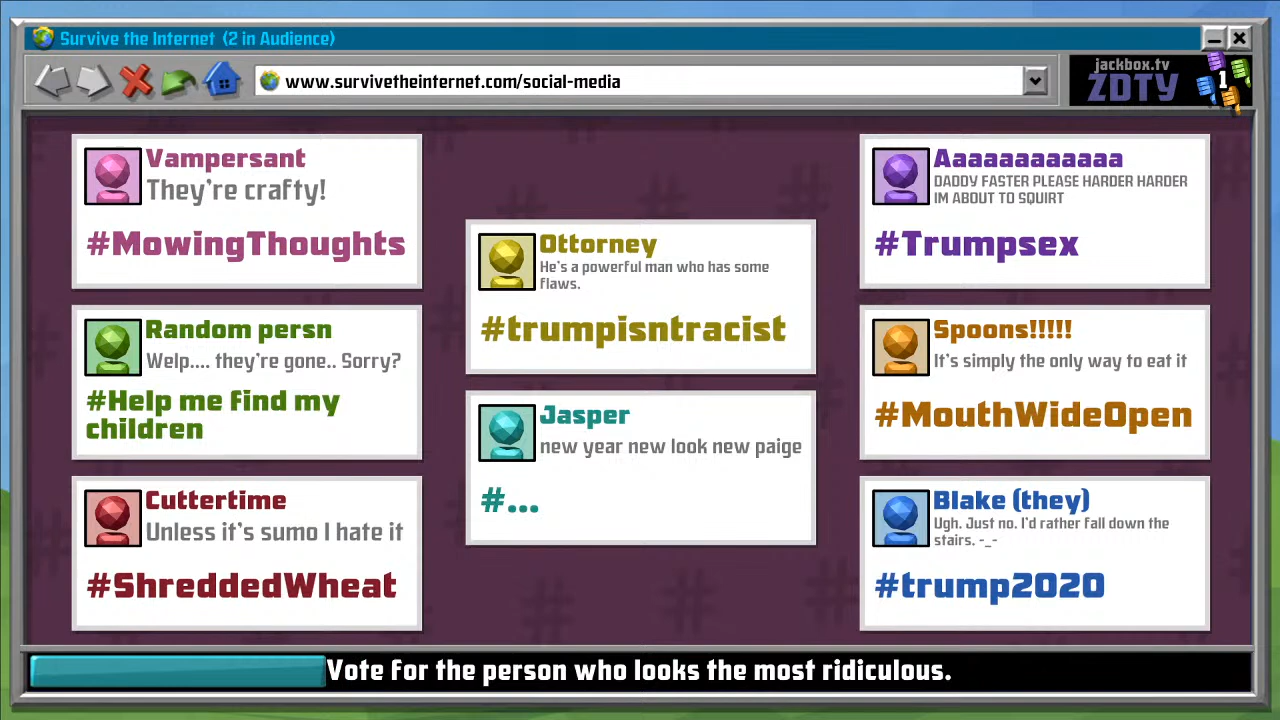 Survive the Internet (2 in Audience)
www.survivetheinternet.com/social-media
jackbox.tv
ZDTY
1
Vampersant
They're crafty!
#MowingThoughts
Random persn
Welp.... they're gone.. Sorry?
#Help me find my
children
Cuttertime
Unless it's sumo I hate it
#ShreddedWheat
Ottorney
He's a powerful man who has some
flaws.
#trumpisntracist
Jasper
new year new look new paige
#...
Aaaaaaaaaaaa
DADDY FASTER PLEASE HARDER HARDER
IM ABOUT TO SQUIRT
#Trumpsex
Spoons!!!!!
It's simply the only way to eat it
#MouthWideOpen
Blake (they)
Ugh. Just no. I'd rather fall down the
stairs. -_-
#trump2020
Vote for the person who looks the most ridiculous.